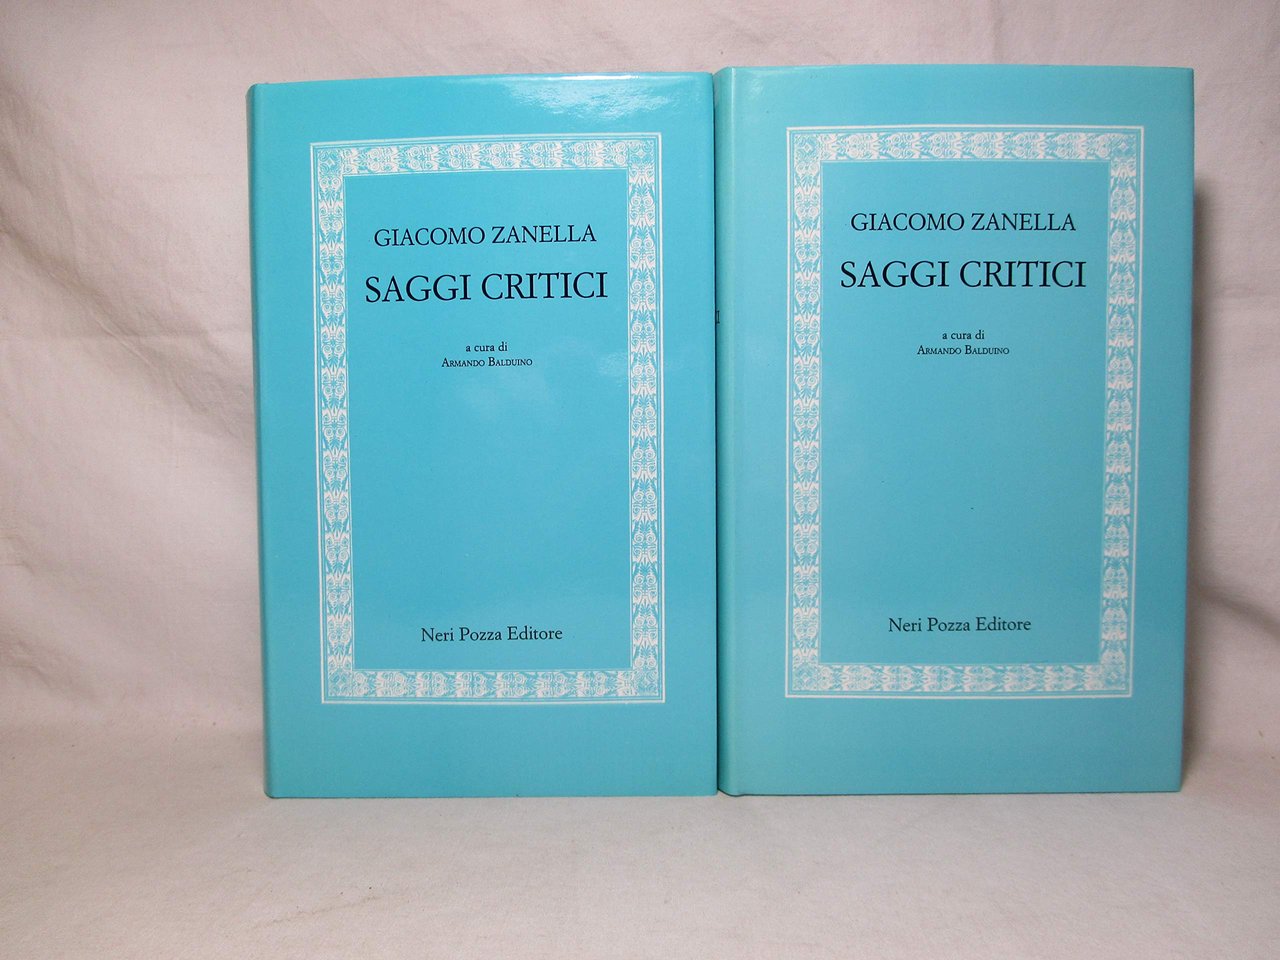 GIACOMO ZANELLA
SAGGI CRITICI
a cura di
ARMANDO BALDUINO
Neri Pozza Editore
GIACOMO ZANELLA
SAGGI CRITICI
a cura di
ARMANDO BALDUINO
Neri Pozza Editore